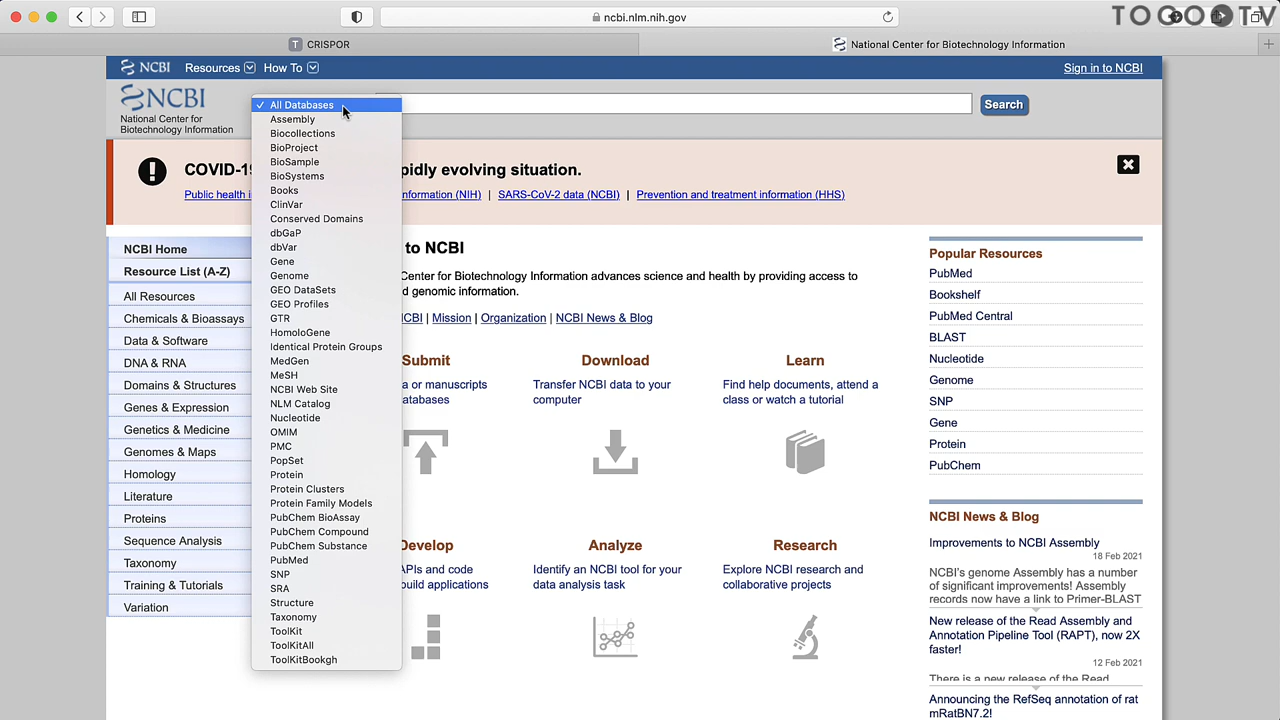 ncbi.nlm.nih.gov
TOGOTV
CRISPOR
National Center for Biotechnology Information
NCBI
Resources
How To
Sign in to NCBI
NCBI
National Center for
Biotechnology Information
✓ All Databases
Search
Assembly
Biocollections
BioProject
BioSample
BioSystems
Books
ClinVar
Conserved Domains
dbGaP
dbVar
Gene
Genome
GEO DataSets
GEO Profiles
GTR
HomoloGene
Identical Protein Groups
MedGen
MeSH
NCBI Web Site
NLM Catalog
Nucleotide
OMIM
PMC
PopSet
Protein
Protein Clusters
Protein Family Models
PubChem BioAssay
PubChem Compound
PubChem Substance
PubMed
SNP
SRA
Structure
Taxonomy
ToolKit
ToolKitAll
ToolKitBookgh
COVID-1 pidly evolving situation.
Public health i nformation (NIH) | SARS-CoV-2 data (NCBI) | Prevention and treatment information (HHS)
NCBI Home
Resource List (A-Z)
All Resources
Chemicals & Bioassays
Data & Software
DNA & RNA
Domains & Structures
Genes & Expression
Genetics & Medicine
Genomes & Maps
Homology
Literature
Proteins
Sequence Analysis
Taxonomy
Training & Tutorials
Variation
to NCBI
Center for Biotechnology Information advances science and health by providing access to
d genomic information.
CBI | Mission | Organization | NCBI News & Blog
Submit
a or manuscripts
atabases
Download
Transfer NCBI data to your
computer
Learn
Find help documents, attend a
class or watch a tutorial
Develop
APIs and code
build applications
Analyze
Identify an NCBI tool for your
data analysis task
Research
Explore NCBI research and
collaborative projects
Popular Resources
PubMed
Bookshelf
PubMed Central
BLAST
Nucleotide
Genome
SNP
Gene
Protein
PubChem
NCBI News & Blog
Improvements to NCBI Assembly
18 Feb 2021
NCBI's genome Assembly has a number
of significant improvements! Assembly
records now have a link to Primer-BLAST
New release of the Read Assembly and
Annotation Pipeline Tool (RAPT), now 2X
faster!
12 Feb 2021
There is a new release of the Read
Announcing the RefSeq annotation of rat
mRatBN7.2!